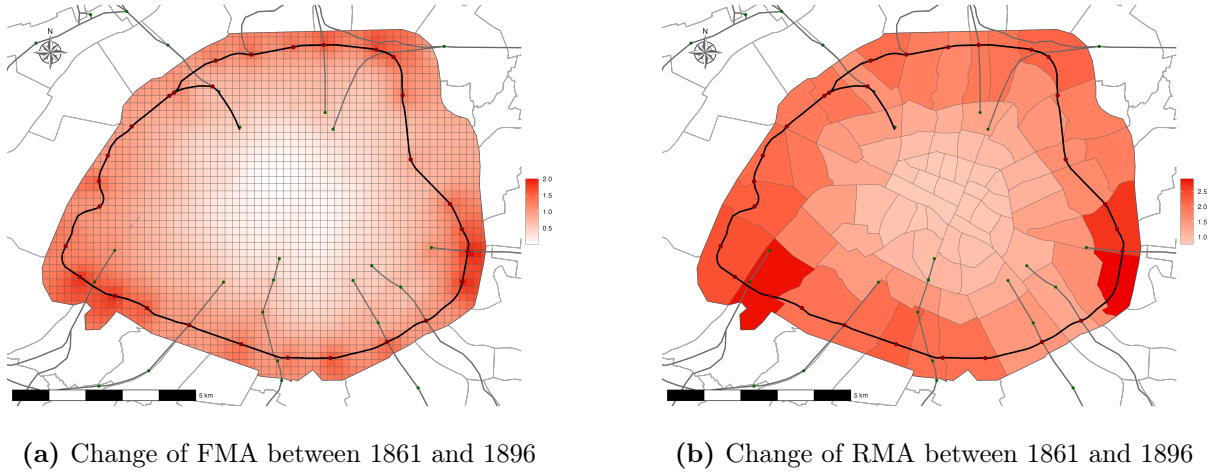 N
2.0
1.5
1.0
0.5
5 km
(a) Change of FMA between 1861 and 1896
N
2.5
2.0
1.5
1.0
5 km
(b) Change of RMA between 1861 and 1896